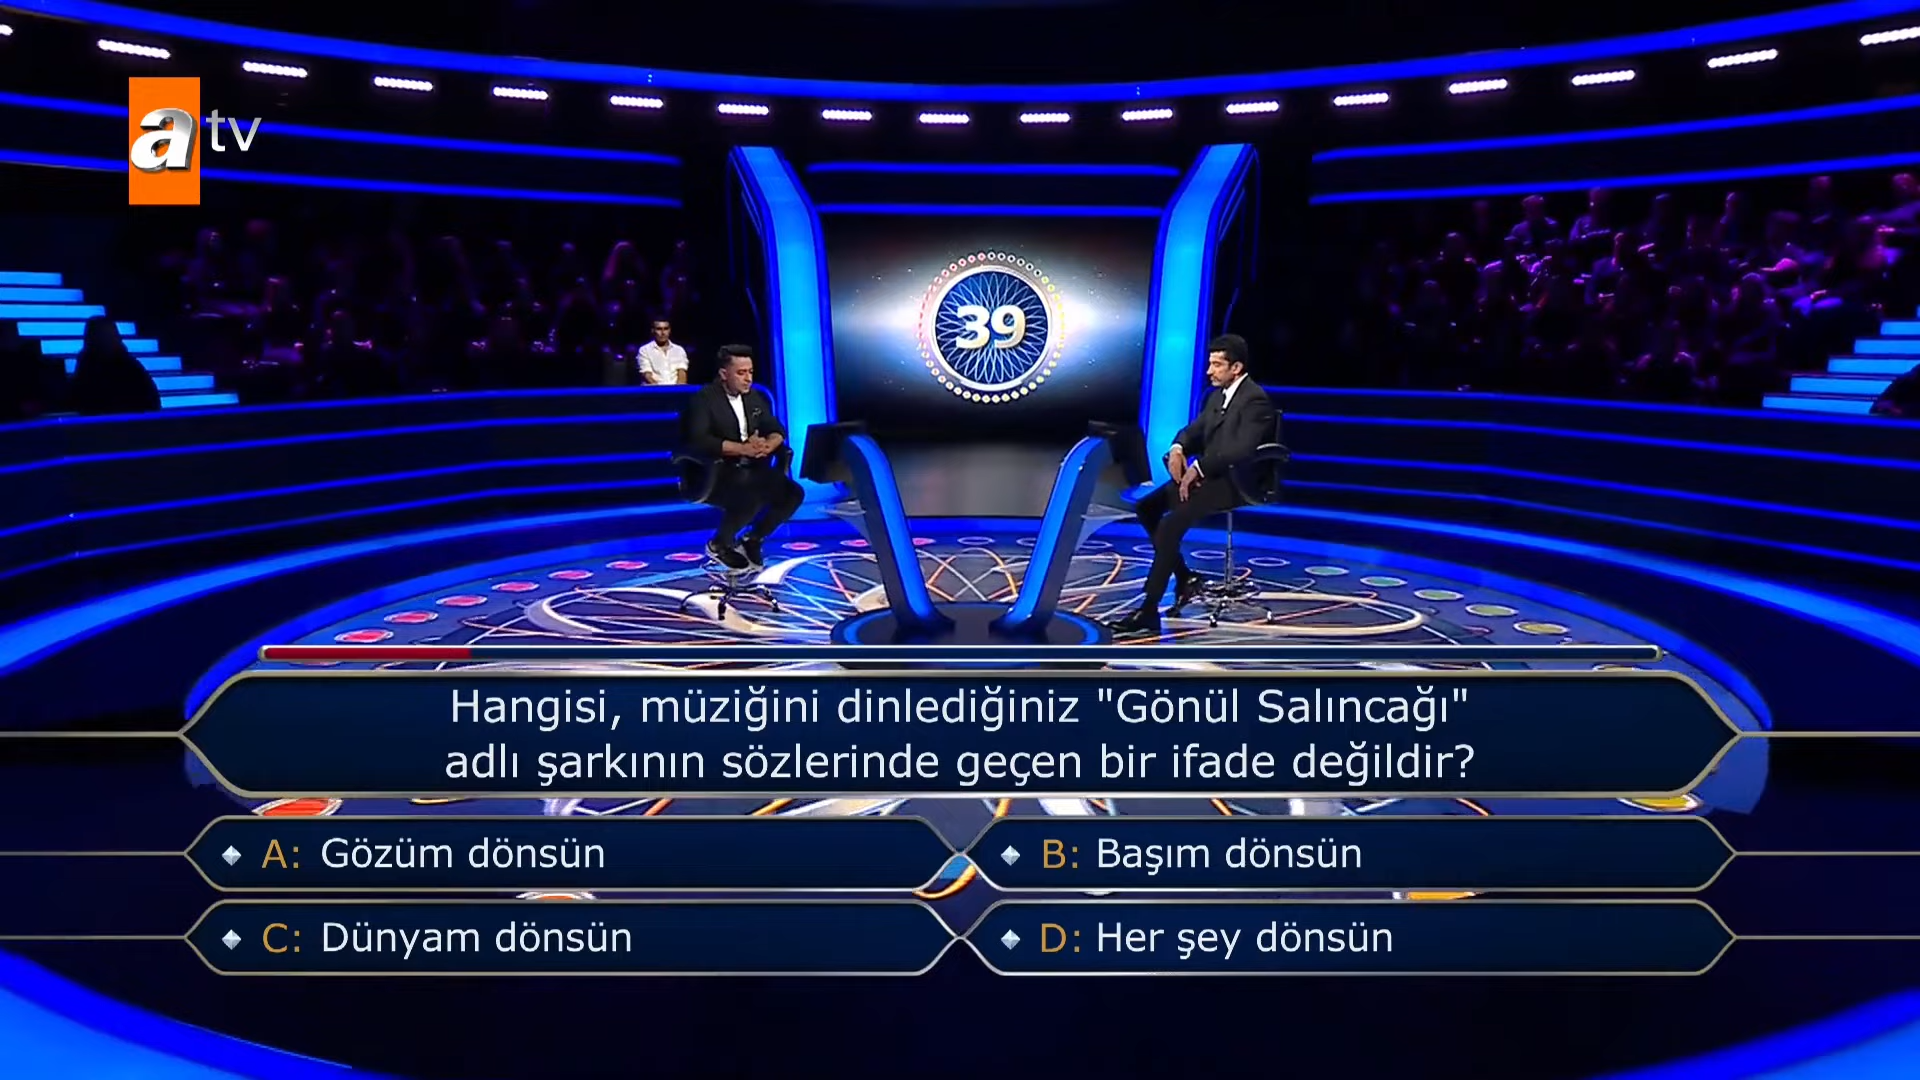 atv
39
Hangisi, müziğini dinlediğiniz "Gönül Salıncağı"
adlı şarkının sözlerinde geçen bir ifade değildir?
A: Gözüm dönsün
B: Başım dönsün
C: Dünyam dönsün
D: Her şey dönsün